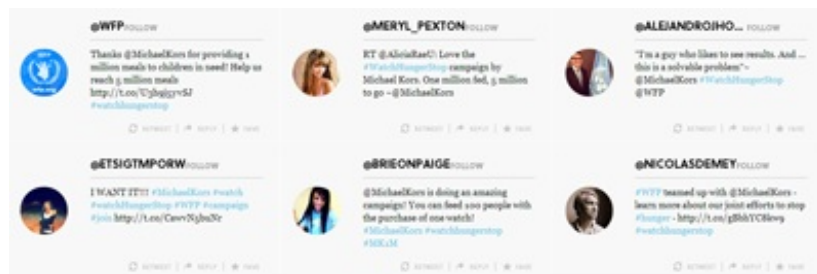 @WFP FOLLOW
Thanks @MichaelKors for providing 1
million meals to children in need! Help us
reach 5 million meals
#watchhungerstop
RETWEET | REPLY | FAVE
@MERYL_PEXTON FOLLOW
RT @AliciaRaeU: Love the
#WatchHungerStop campaign by
Michael Kors. One million fed, 5 million
to go ~@MichaelKors
RETWEET | REPLY | FAVE
@ALEJANDROJHO... FOLLOW
"I'm a guy who likes to see results. And ...
this is a solvable problem"~
@MichaelKors #WatchHungerStop
@WFP
RETWEET | REPLY | FAVE
@ETSIGTMPORW FOLLOW
I WANT IT!!! #MichaelKors #watch
#watchHungerStop #WFP #campaign
#join
RETWEET | REPLY | FAVE
@BRIEONPAIGE FOLLOW
@MichaelKors is doing an amazing
campaign! You can feed 100 people with
the purchase of one watch!
#MichaelKors #watchhungerstop
#MKxM
RETWEET | REPLY | FAVE
@NICOLASDEMEY FOLLOW
#WFP teamed up with @MichaelKors -
learn more about our joint efforts to stop
#hunger -
#watchhungerstop
RETWEET | REPLY | FAVE